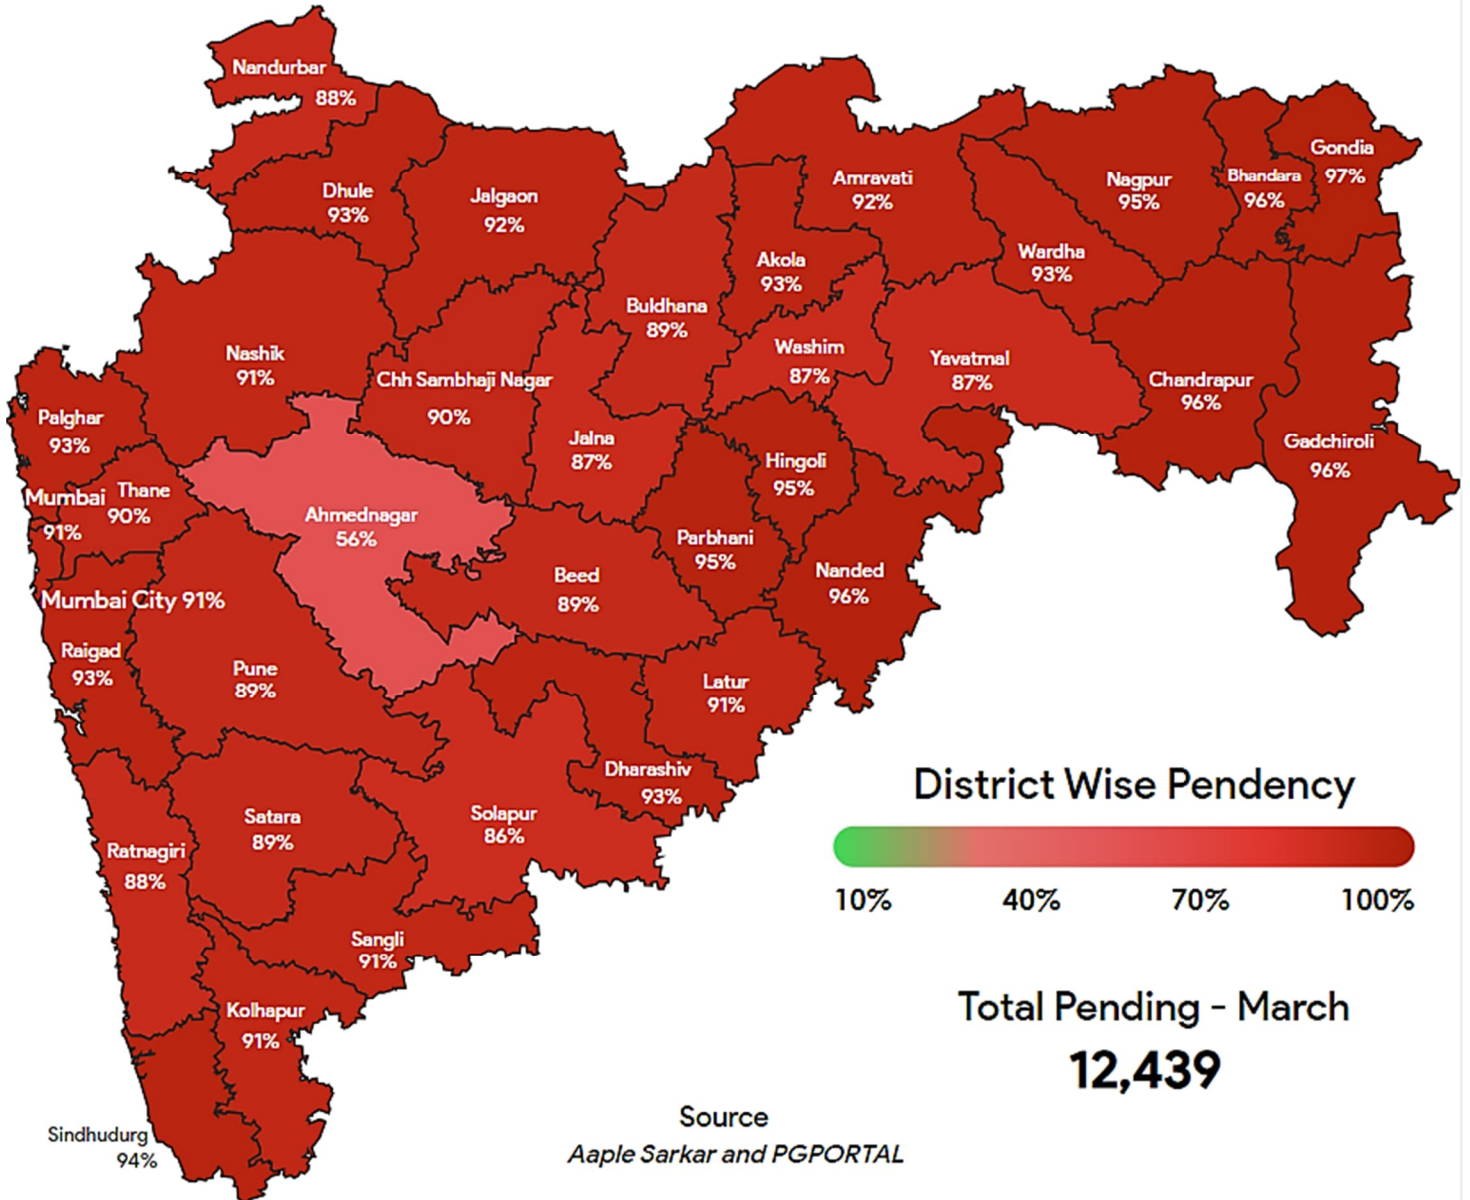 Nandurbar
88%
Dhule
93%
Jalgaon
92%
Buldhana
89%
Akola
93%
Amravati
92%
Wardha
93%
Nagpur
95%
Bhandara
96%
Gondia
97%
Nashik
91%
Chh Sambhaji Nagar
90%
Jalna
87%
Washim
87%
Yavatmal
87%
Chandrapur
96%
Gadchiroli
96%
Palghar
93%
Mumbai
91%
Thane
90%
Ahmednagar
56%
Hingoli
95%
Parbhani
95%
Nanded
96%
Beed
89%
Mumbai City 91%
Raigad
93%
Pune
89%
Latur
91%
Dharashiv
93%
Solapur
86%
Satara
89%
Ratnagiri
88%
Sangli
91%
Kolhapur
91%
Sindhudurg
94%
District Wise Pendency
10% 40% 70% 100%
Total Pending - March
12,439
Source
Aaple Sarkar and PGPORTAL